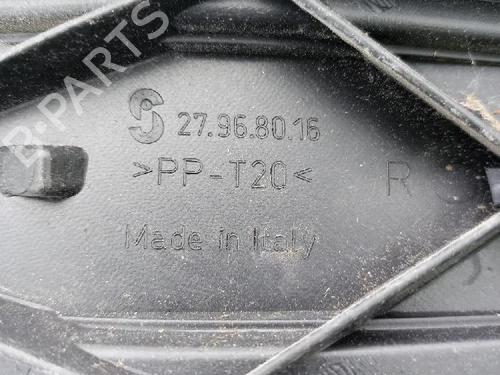 B-PARTS
27.96.80.16
>PP-T20<
R
Made in Italy